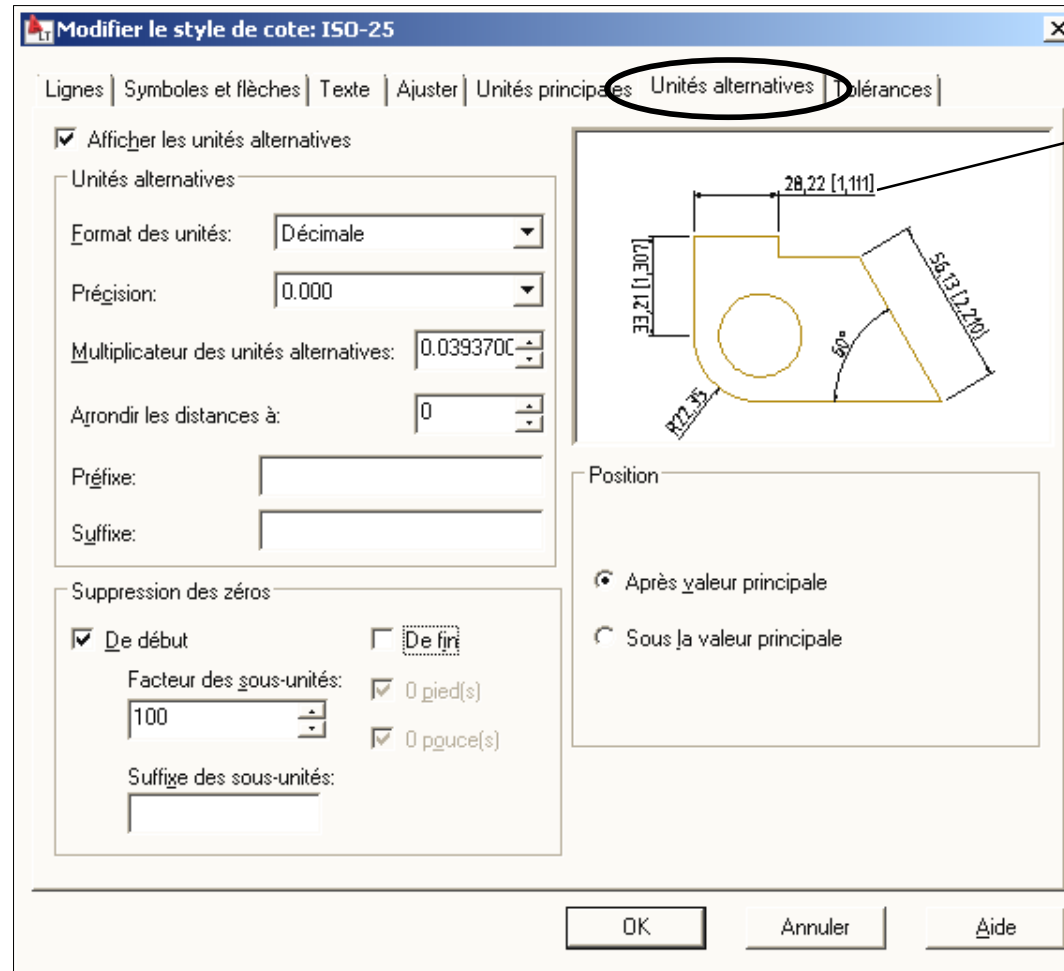 LT Modifier le style de cote: ISO-25
Lignes Symboles et flèches Texte Ajuster Unités principales Unités alternatives Tolérances
Afficher les unités alternatives
Unités alternatives
Format des unités: Décimale
Précision: 0.000
Multiplicateur des unités alternatives: 0.039370
Arrondir les distances à: 0
Préfixe:
Suffixe:
Suppression des zéros
De début De fin
Facteur des sous-unités: 0 pied(s)
100
0 pouce(s)
Suffixe des sous-unités:
28,22 [1,111]
33,21 [1,307]
56,13 [2,210]
60°
R22,35
Position
Après valeur principale
Sous la valeur principale
OK Annuler Aide